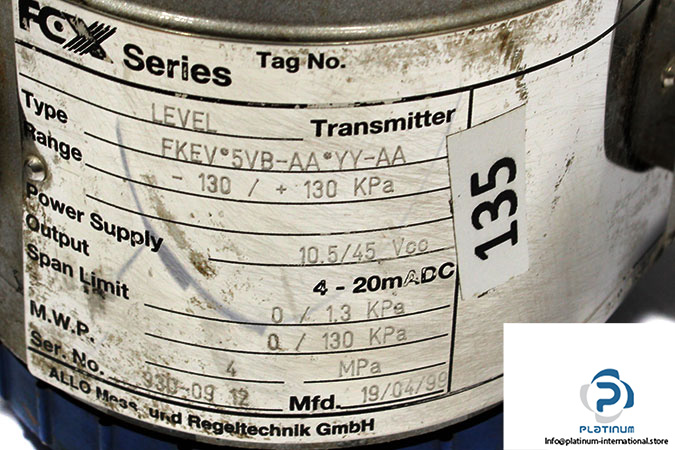 FCX Series Tag No.
Type LEVEL Transmitter
FKEV*5VB-AA*YY-AA
Range - 130 / + 130 KPa
Power Supply 10.5/45 Vcc
Output 4 - 20mADC
Span Limit 0 / 1.3 KPa
0 / 130 KPa
M.W.P. 4 MPa
Ser. No. 93D-09 12 Mfd. 19/04/99
ALLO Mess und Regeltechnik GmbH
135
PLATINUM
Info@platinum-international.store